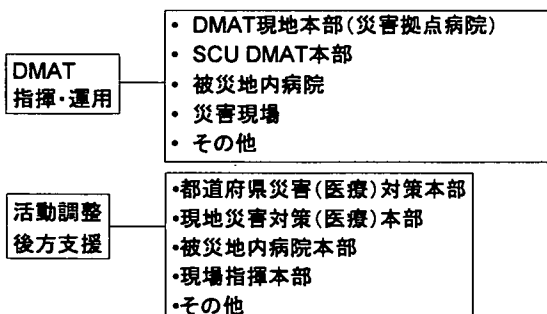 DMAT
指揮・運用
• DMAT現地本部(災害拠点病院)
• SCU DMAT本部
• 被災地内病院
• 災害現場
• その他
活動調整
後方支援
•都道府県災害(医療)対策本部
•現地災害対策(医療)本部
•被災地内病院本部
•現場指揮本部
•その他